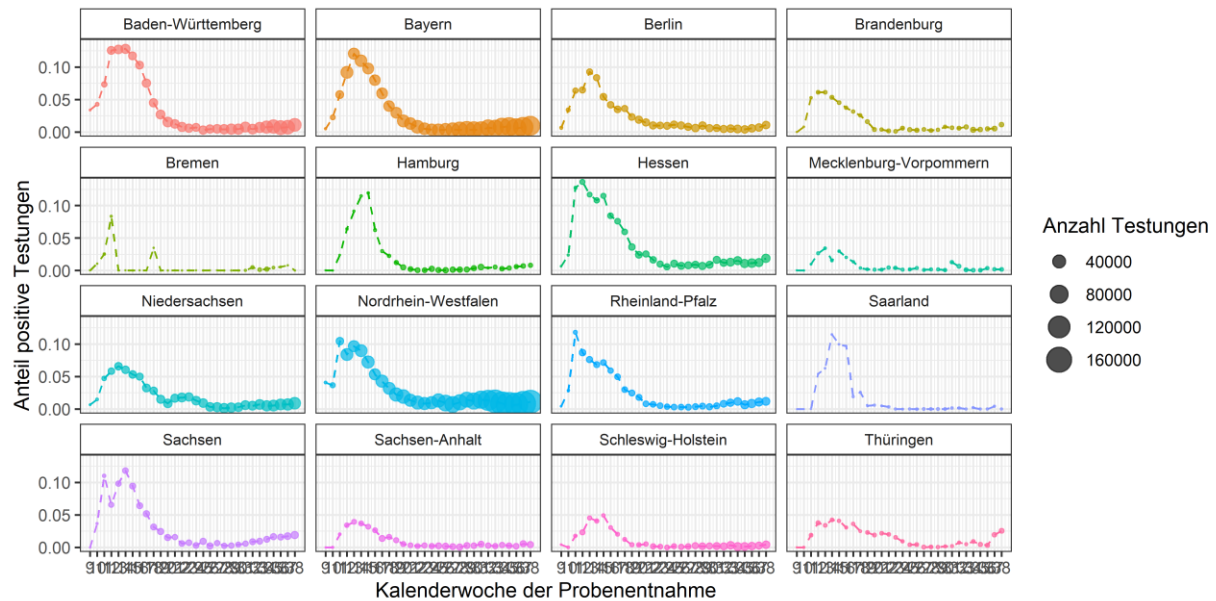 Baden-Württemberg
Bayern
Berlin
Brandenburg
0.10
0.05
0.00
Bremen
Hamburg
Hessen
Mecklenburg-Vorpommern
0.10
0.05
0.00
Niedersachsen
Nordrhein-Westfalen
Rheinland-Pfalz
Saarland
0.10
0.05
0.00
Sachsen
Sachsen-Anhalt
Schleswig-Holstein
Thüringen
0.10
0.05
0.00
Anteil positive Testungen
Kalenderwoche der Probenentnahme
Anzahl Testungen
40000
80000
120000
160000